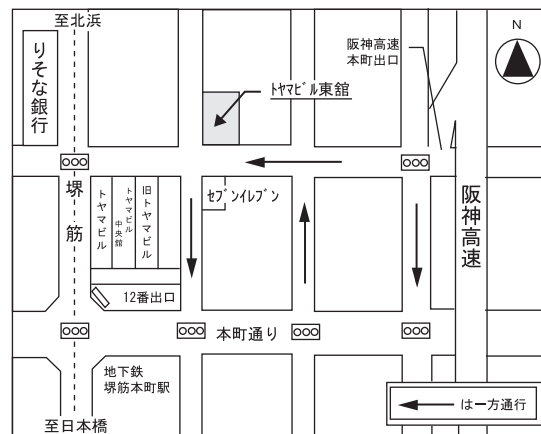 至北浜
りそな銀行
阪神高速
本町出口
N
ﾄﾔﾏﾋﾞﾙ東館
堺筋
トヤマビル
トヤマビル
中央館
旧トヤマビル
ｾﾌﾞﾝｲﾚﾌﾞﾝ
阪神高速
12番出口
本町通り
地下鉄
堺筋本町駅
は一方通行
至日本橋